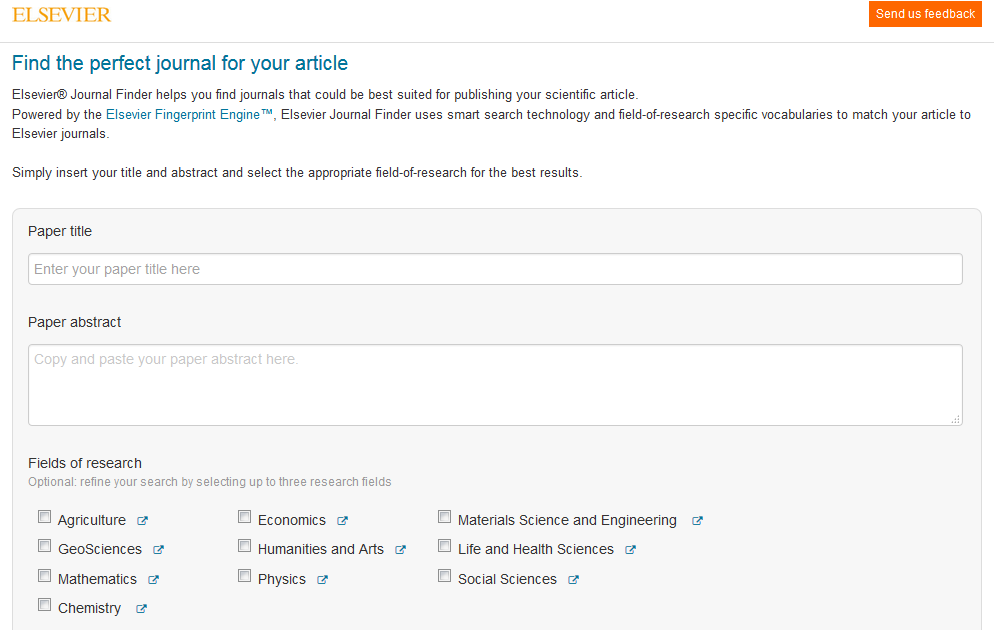 ELSEVIER
Send us feedback
Find the perfect journal for your article
Elsevier® Journal Finder helps you find journals that could be best suited for publishing your scientific article.
Powered by the Elsevier Fingerprint Engine™, Elsevier Journal Finder uses smart search technology and field-of-research specific vocabularies to match your article to
Elsevier journals.
Simply insert your title and abstract and select the appropriate field-of-research for the best results.
Paper title
Enter your paper title here
Paper abstract
Copy and paste your paper abstract here.
Fields of research
Optional: refine your search by selecting up to three research fields
Agriculture Economics Materials Science and Engineering
GeoSciences Humanities and Arts Life and Health Sciences
Mathematics Physics Social Sciences
Chemistry